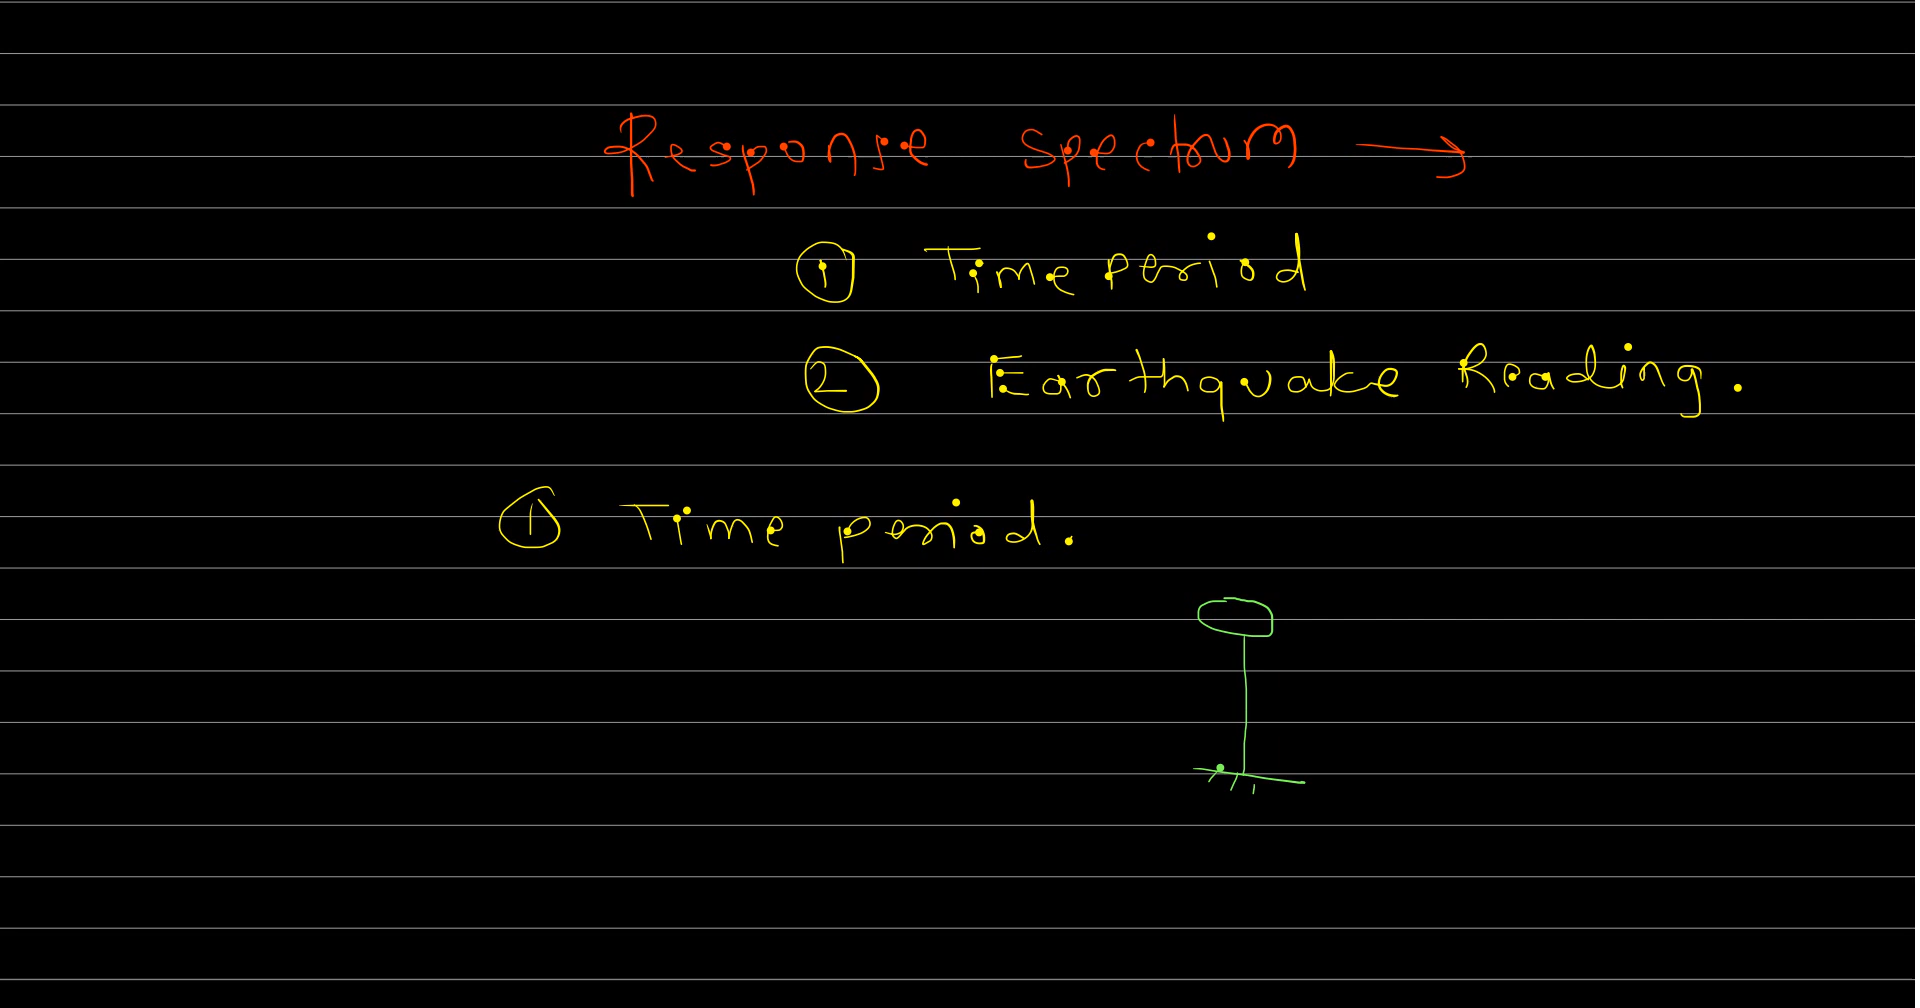 Response Spectrum →
① Time period
② Earthquake Reading.
① Time period.